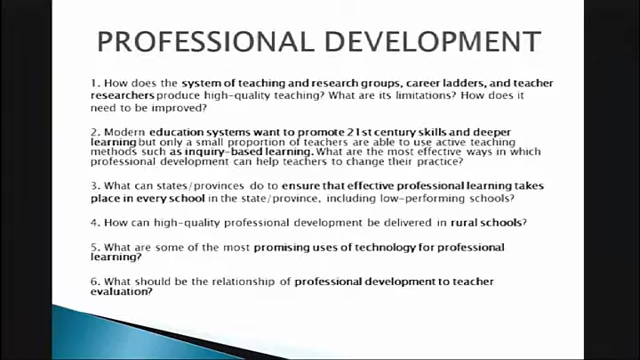 PROFESSIONAL DEVELOPMENT
1. How does the system of teaching and research groups, career ladders, and teacher
researchers produce high-quality teaching? What are its limitations? How does it
need to be improved?
2. Modern education systems want to promote 21st century skills and deeper
learning but only a small proportion of teachers are able to use active teaching
methods such as inquiry-based learning. What are the most effective ways in which
professional development can help teachers to change their practice?
3. What can states/provinces do to ensure that effective professional learning takes
place in every school in the state/province, including low-performing schools?
4. How can high-quality professional development be delivered in rural schools?
5. What are some of the most promising uses of technology for professional
learning?
6. What should be the relationship of professional development to teacher
evaluation?